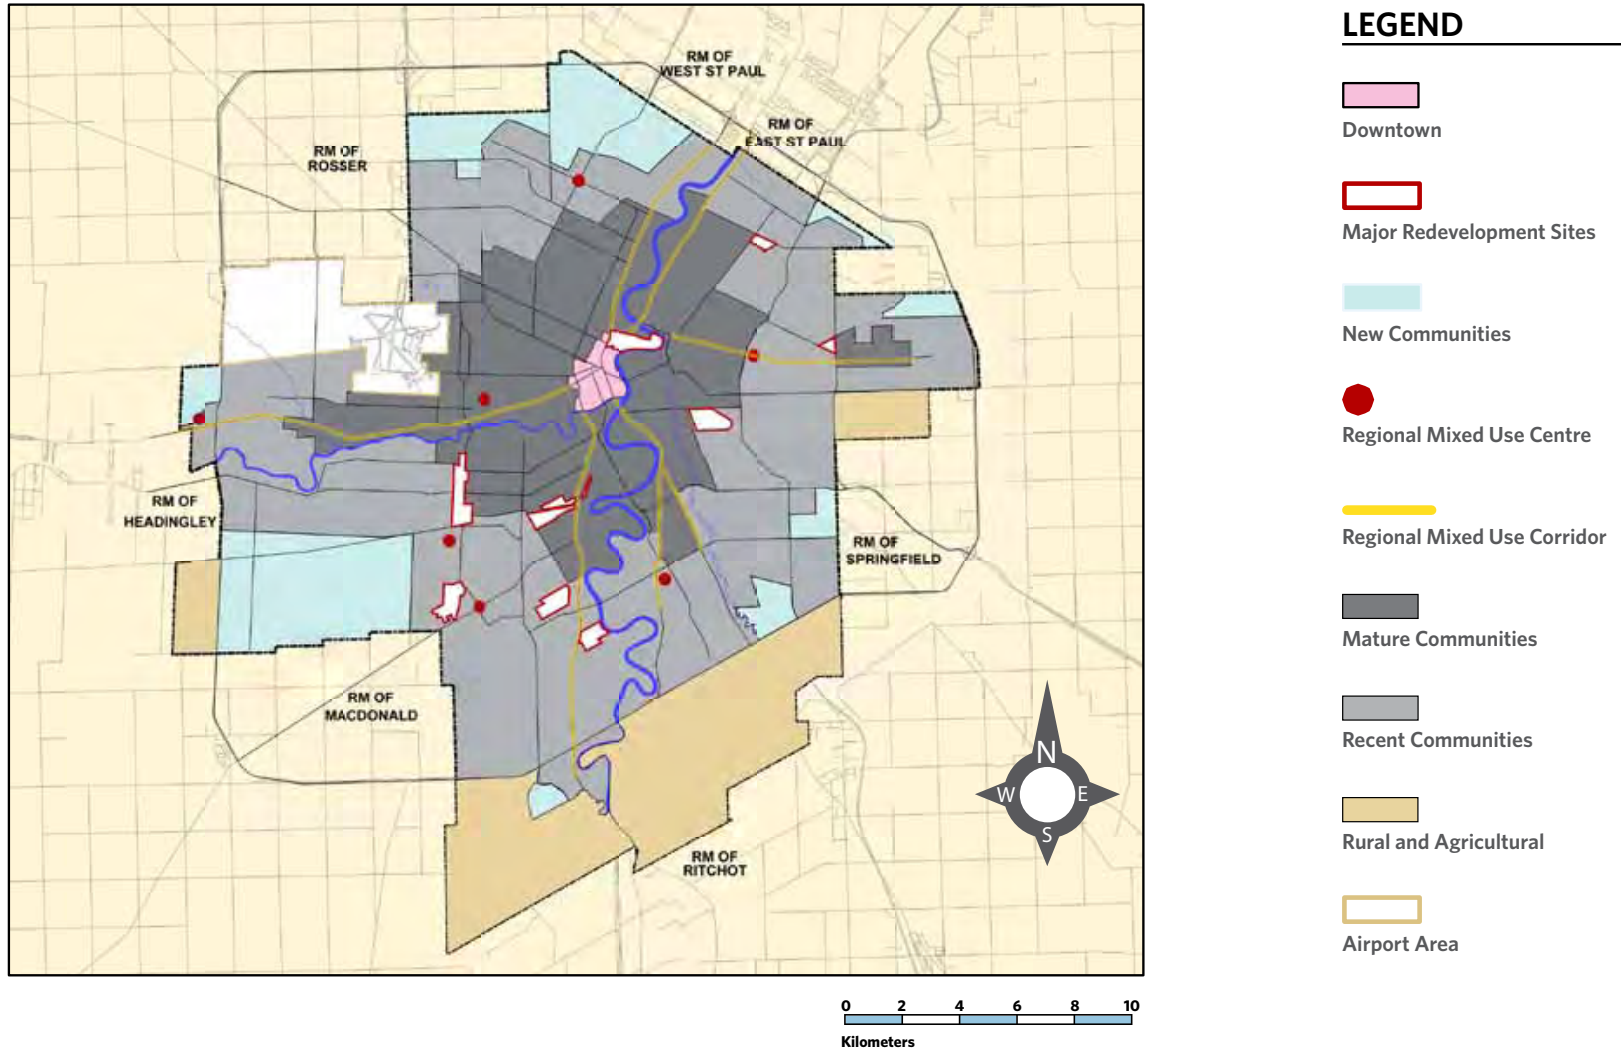 RM OF
WEST ST PAUL
RM OF
EAST ST PAUL
RM OF
ROSSER
RM OF
HEADINGLEY
RM OF
SPRINGFIELD
RM OF
MACDONALD
RM OF
RITCHOT
N
W
E
S
0 2 4 6 8 10
Kilometers
LEGEND
Downtown
Major Redevelopment Sites
New Communities
Regional Mixed Use Centre
Regional Mixed Use Corridor
Mature Communities
Recent Communities
Rural and Agricultural
Airport Area